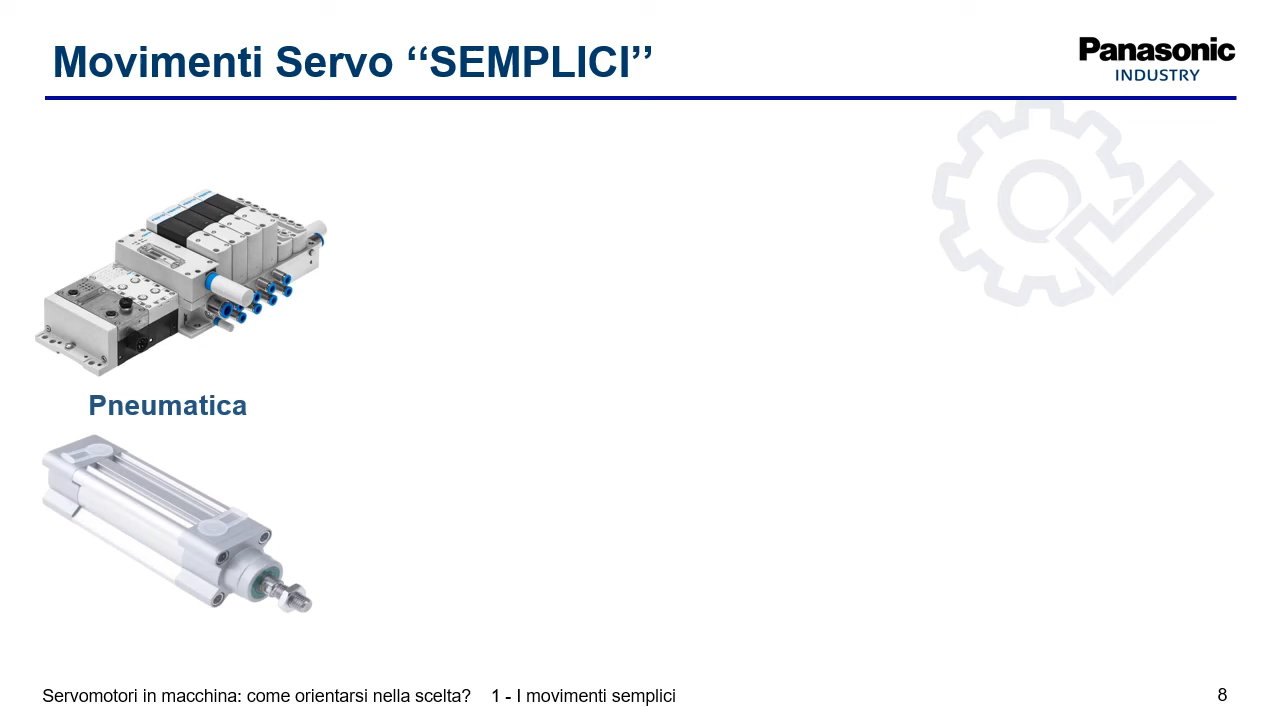 Movimenti Servo “SEMPLICI”
Panasonic
INDUSTRY
Pneumatica
Servomotori in macchina: come orientarsi nella scelta? 1 - I movimenti semplici
8